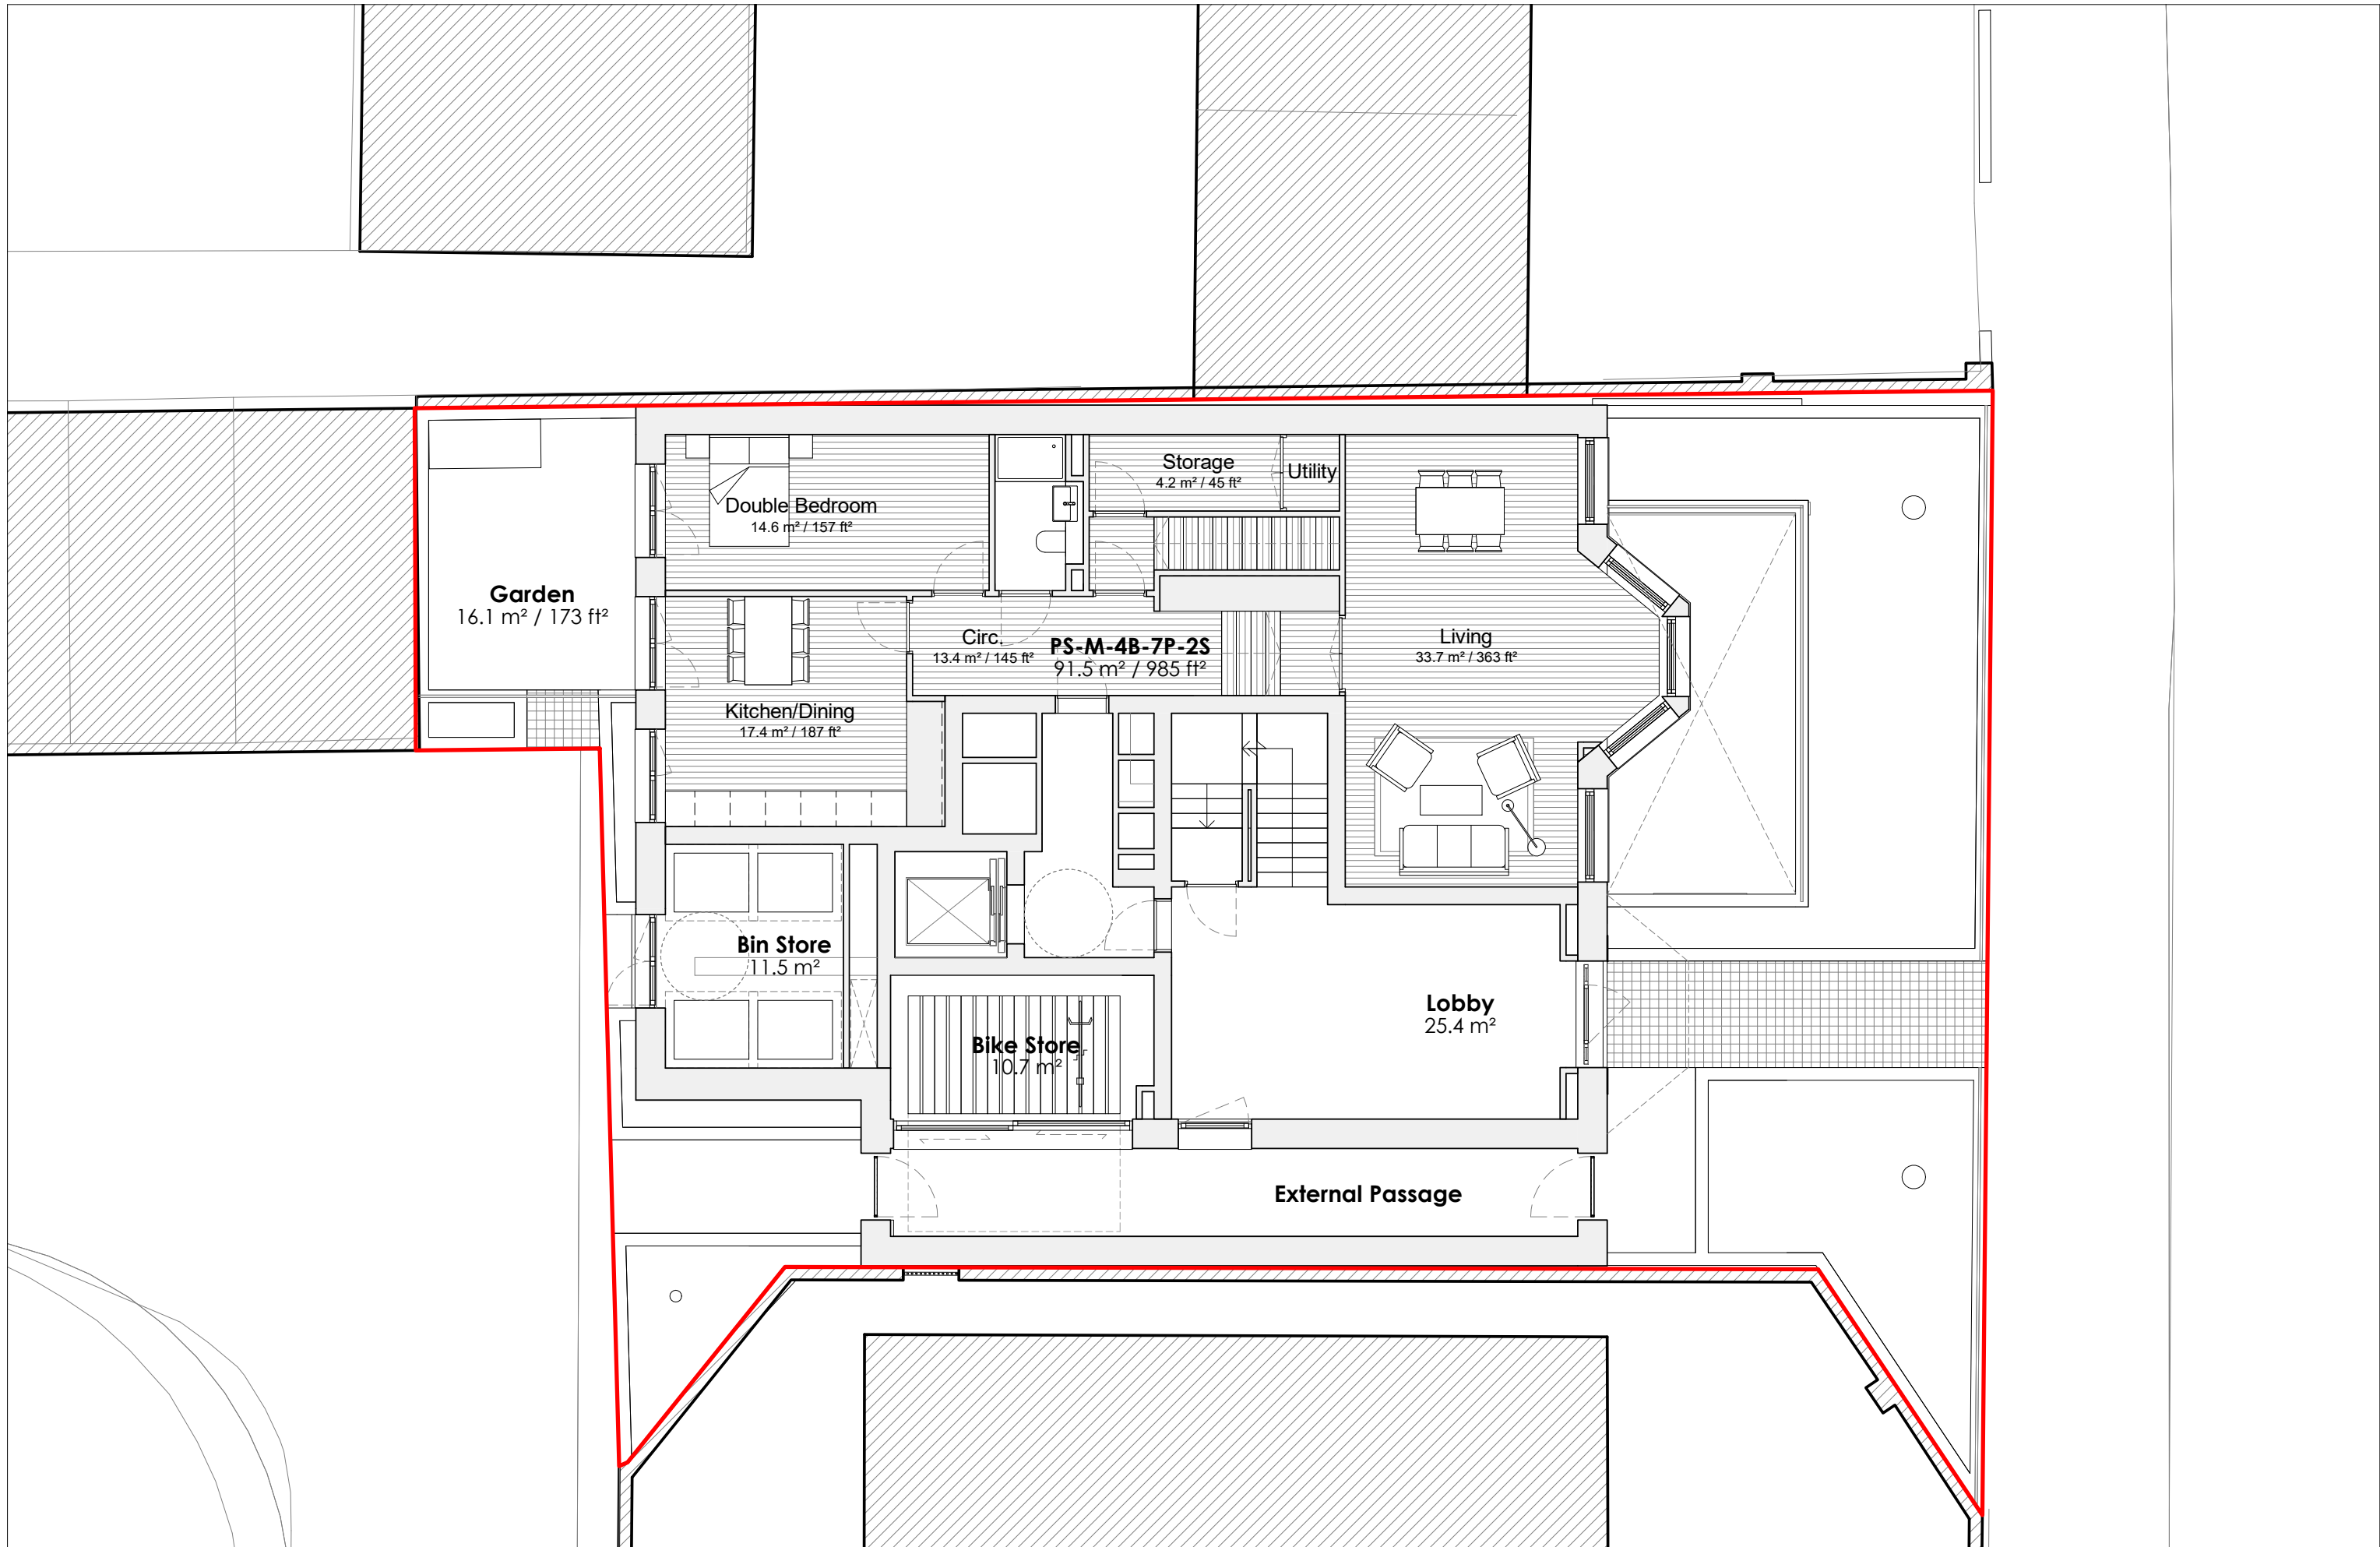 Storage
4.2 m² / 45 ft²
Utility
Double Bedroom
14.6 m² / 157 ft²
Garden
16.1 m² / 173 ft²
Circ.
13.4 m² / 145 ft²
PS-M-4B-7P-2S
91.5 m² / 985 ft²
Living
33.7 m² / 363 ft²
Kitchen/Dining
17.4 m² / 187 ft²
Bin Store
11.5 m²
Lobby
25.4 m²
Bike Store
10.7 m²
External Passage